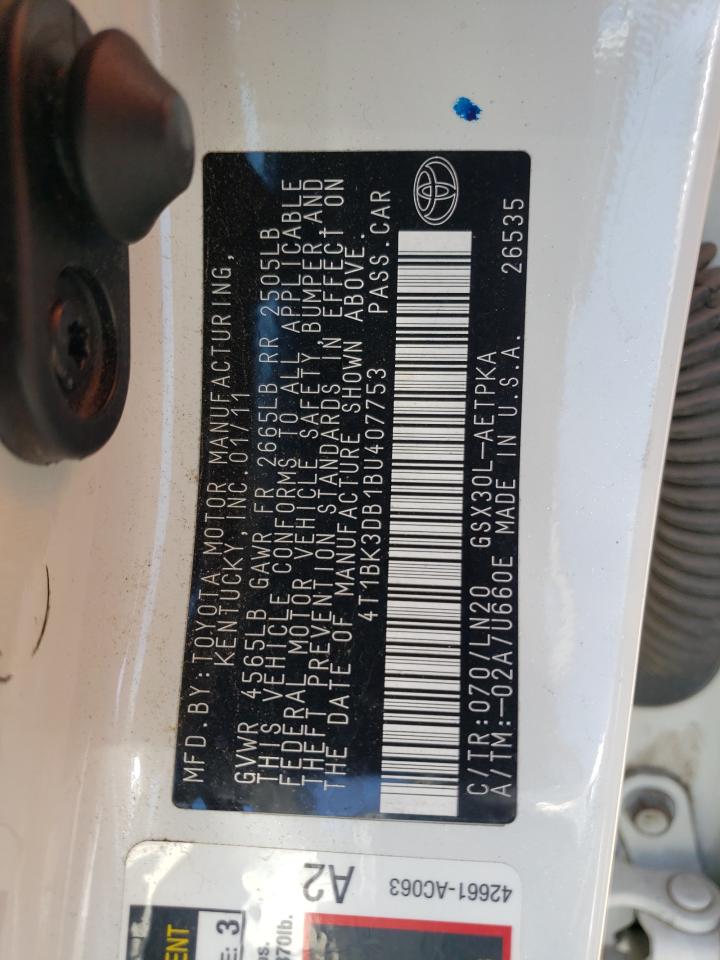 MFD.BY:TOYOTA MOTOR MANUFACTURING,
KENTUCKY, INC. 01/11
GVWR 4565LB GAWR FR 2665LB RR 2505LB
THIS VEHICLE CONFORMS TO ALL APPLICABLE
FEDERAL MOTOR VEHICLE SAFETY, BUMPER, AND
THEFT PREVENTION STANDARDS IN EFFECT ON
THE DATE OF MANUFACTURE SHOWN ABOVE.
4T1BK3DB1BU407753 PASS.CAR
C/TR:070/LN20 GSX30L-AETPKA
A/TM:-02A/U660E MADE IN U.S.A. 26535
A2
42661-AC063
3